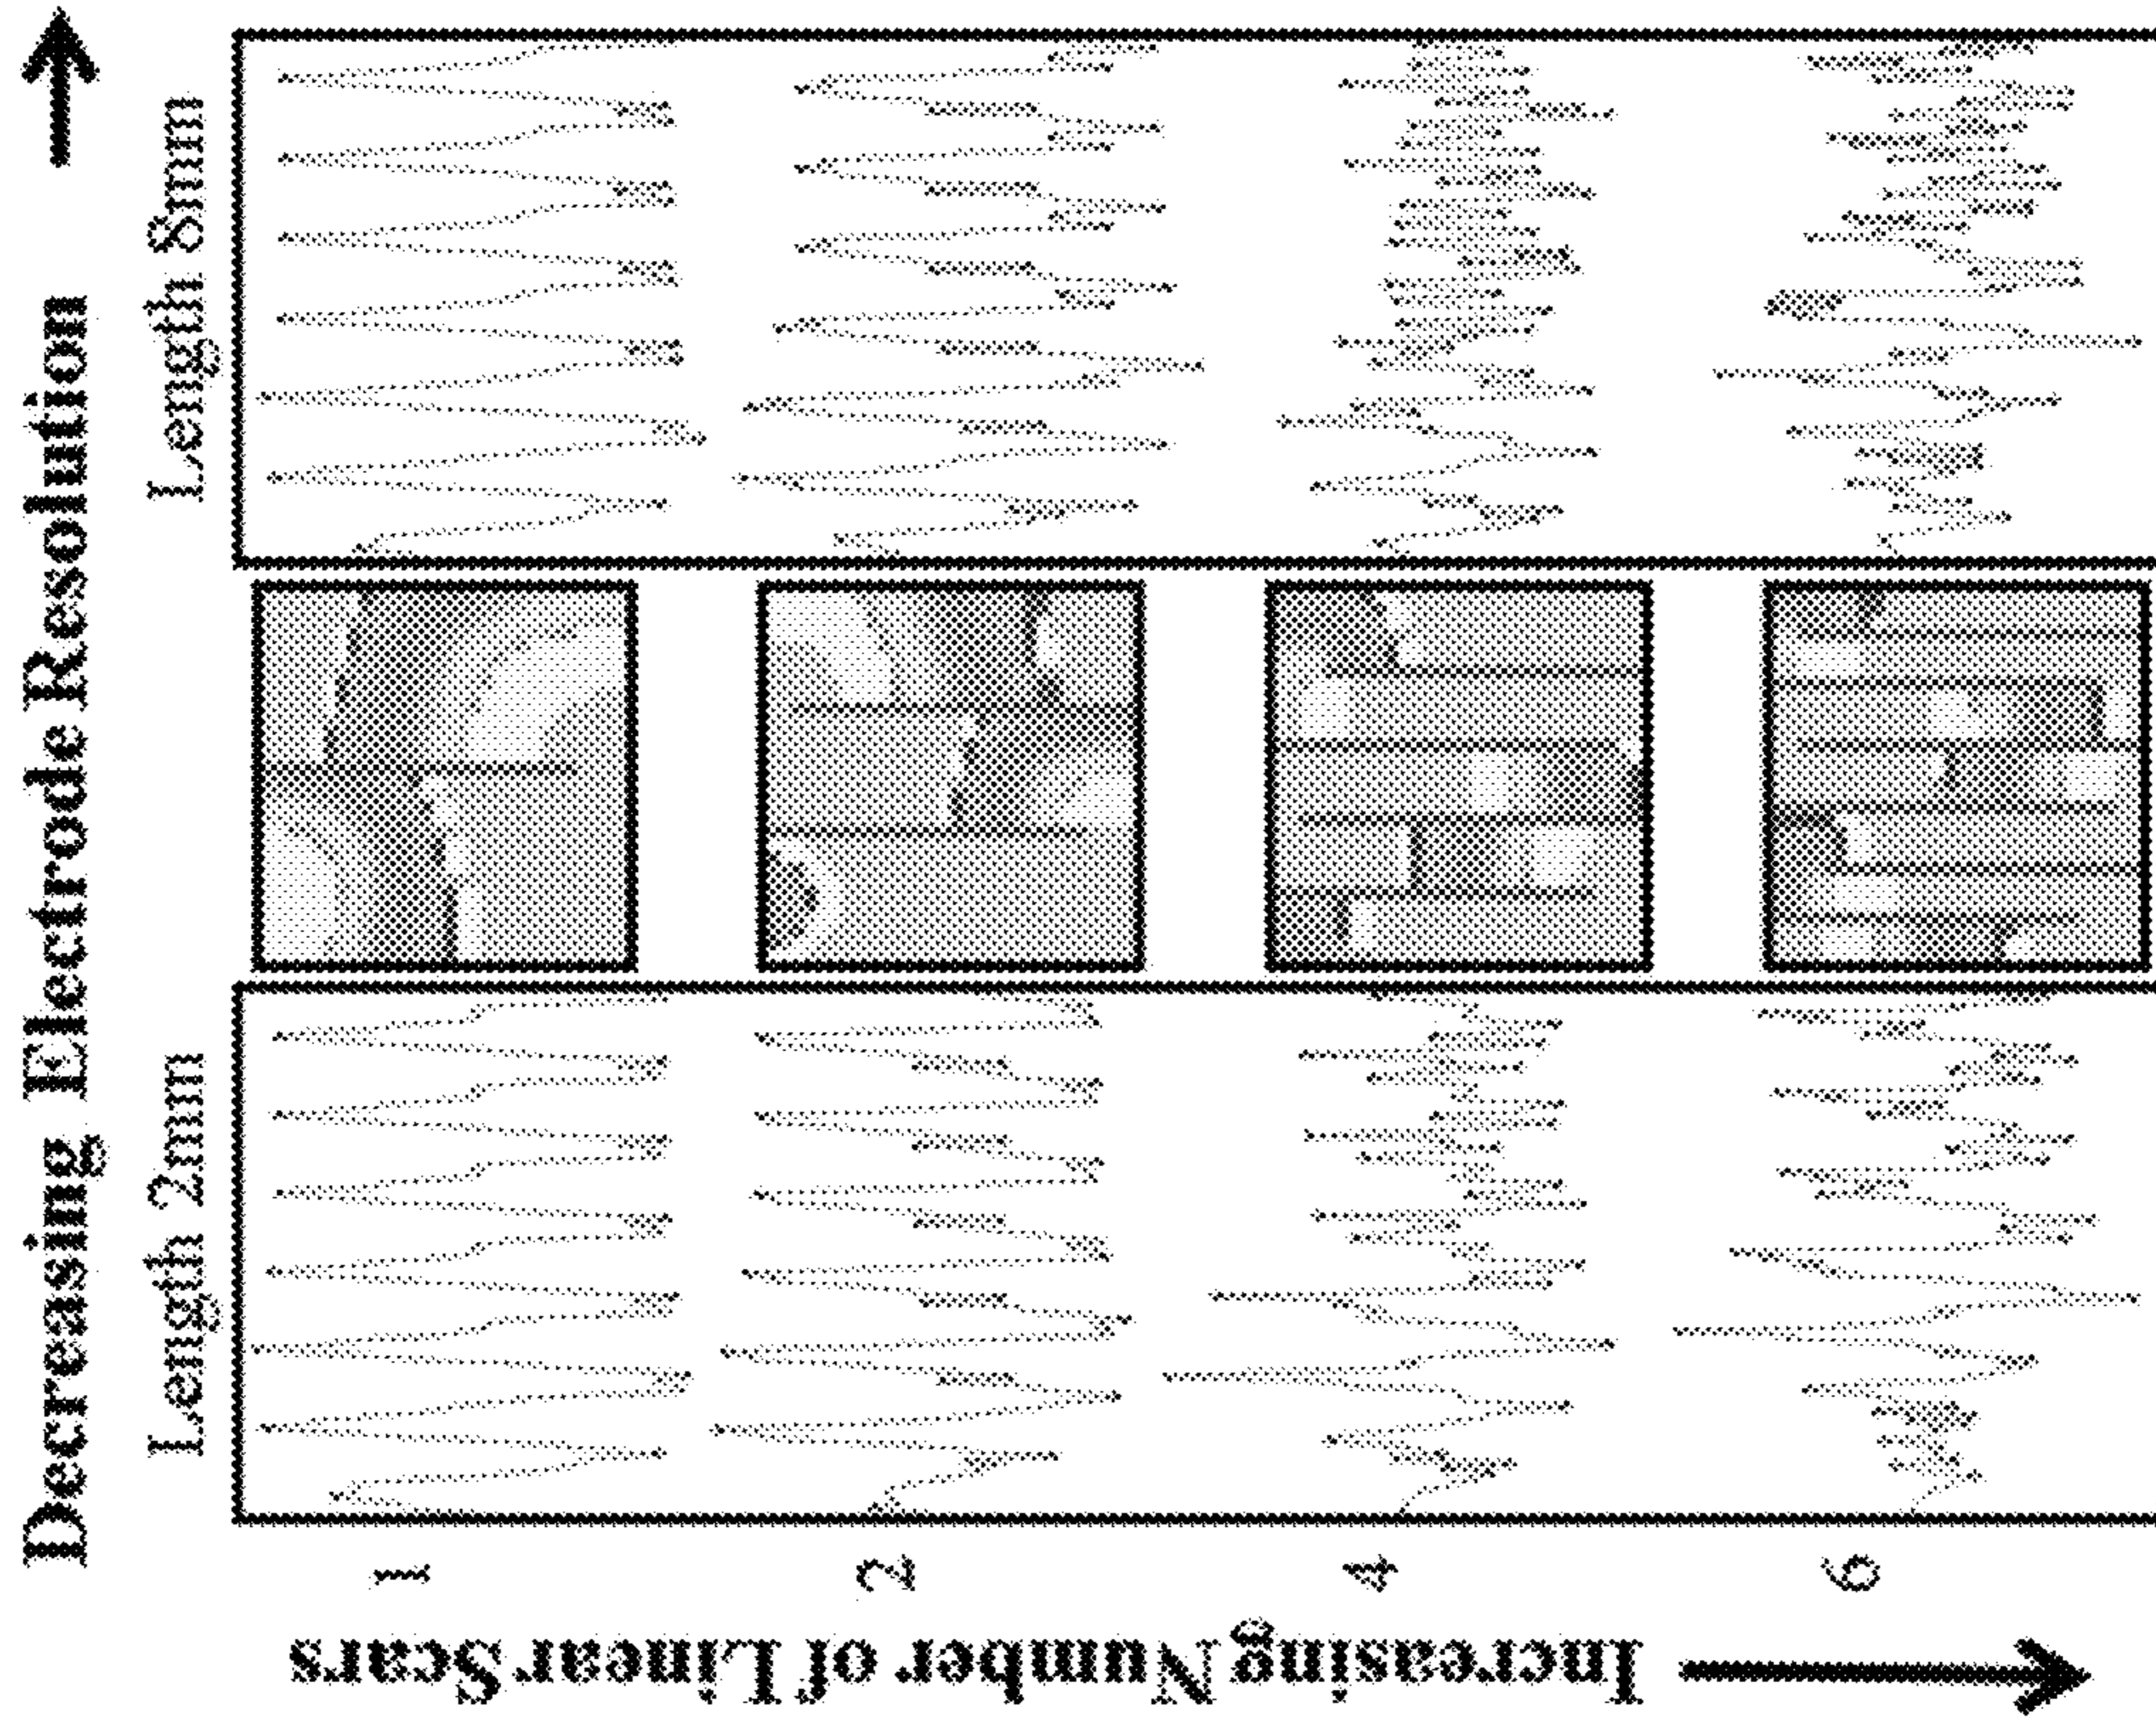 Decreasing Electrode Resolution
Length 2mm
Length 8mm
1
2
4
6
Increasing Number of Linear Scars